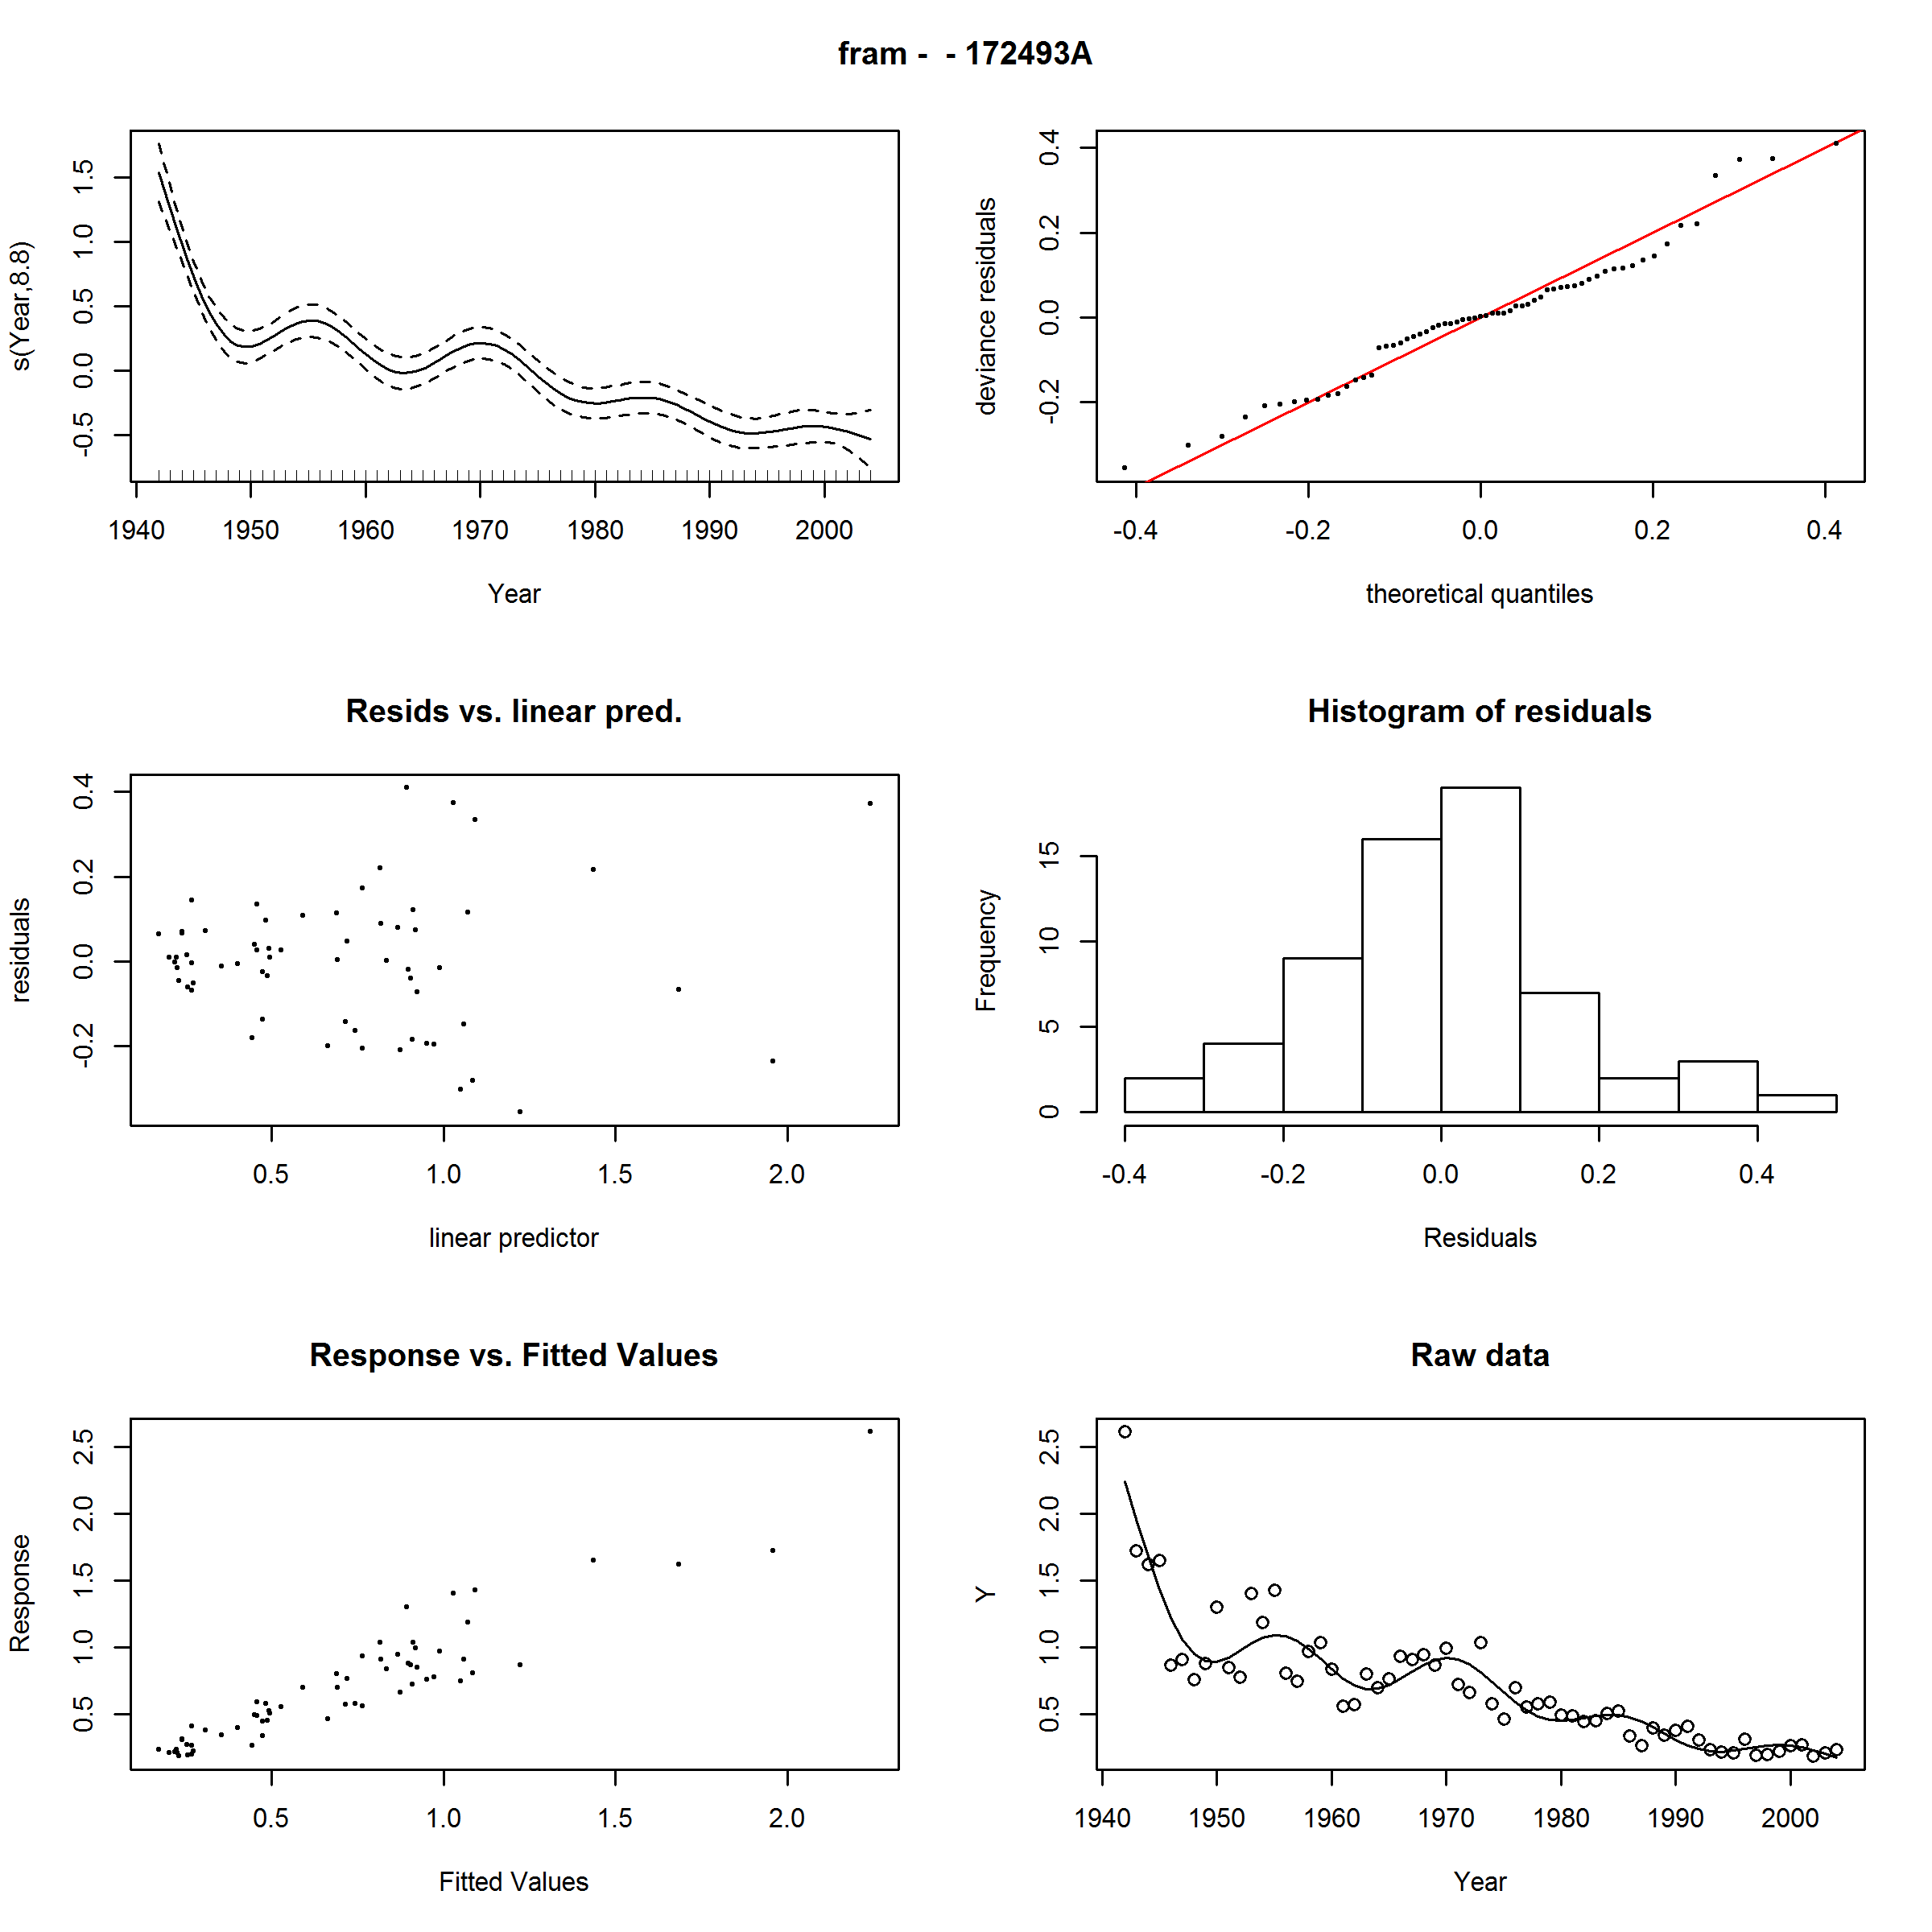 fram -  - 172493A
s(Year,8.8)
1.5
1.0
0.5
0.0
-0.5
1940 1950 1960 1970 1980 1990 2000
Year
deviance residuals
0.4
0.2
0.0
-0.2
-0.4 -0.2 0.0 0.2 0.4
theoretical quantiles
Resids vs. linear pred.
residuals
0.4
0.2
0.0
-0.2
0.5 1.0 1.5 2.0
linear predictor
Histogram of residuals
Frequency
15
10
5
0
-0.4 -0.2 0.0 0.2 0.4
Residuals
Response vs. Fitted Values
Response
2.5
2.0
1.5
1.0
0.5
0.5 1.0 1.5 2.0
Fitted Values
Raw data
Y
2.5
2.0
1.5
1.0
0.5
1940 1950 1960 1970 1980 1990 2000
Year